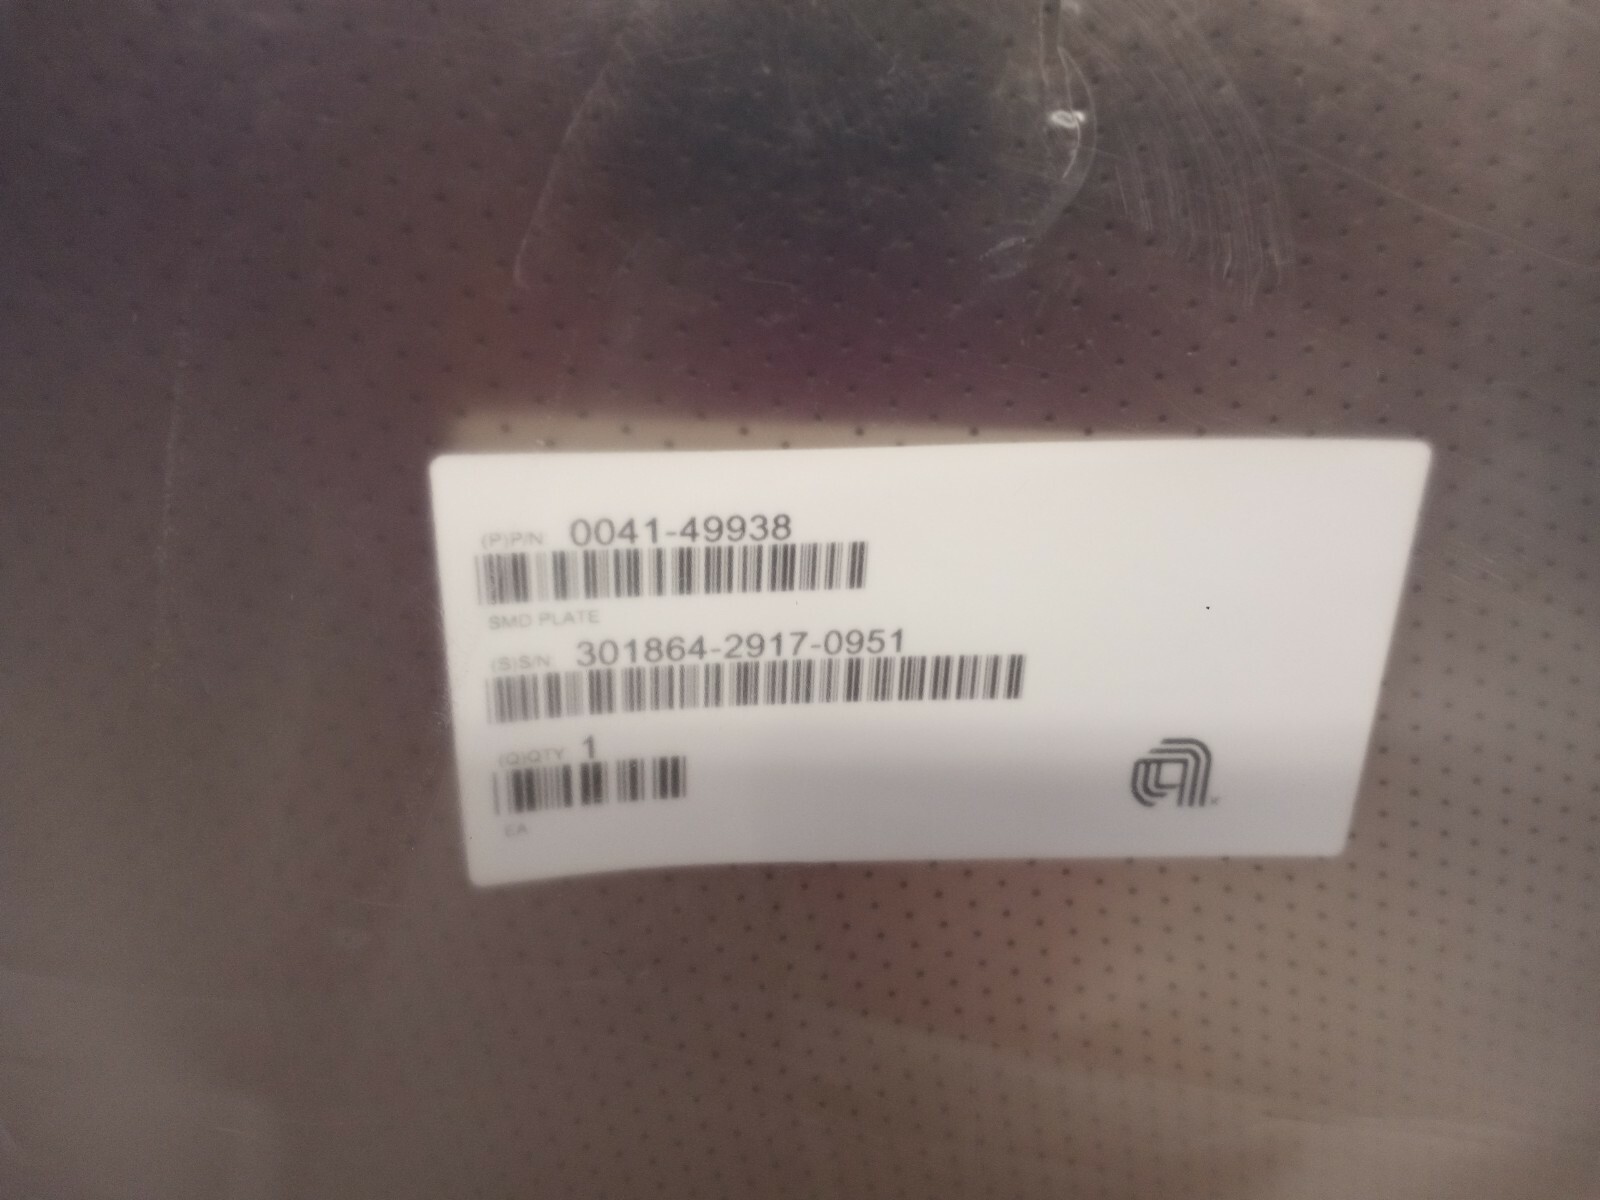 (P)P/N 0041-49938
SMD PLATE
(S)S/N 301864-2917-0951
(Q)QTY 1
EA